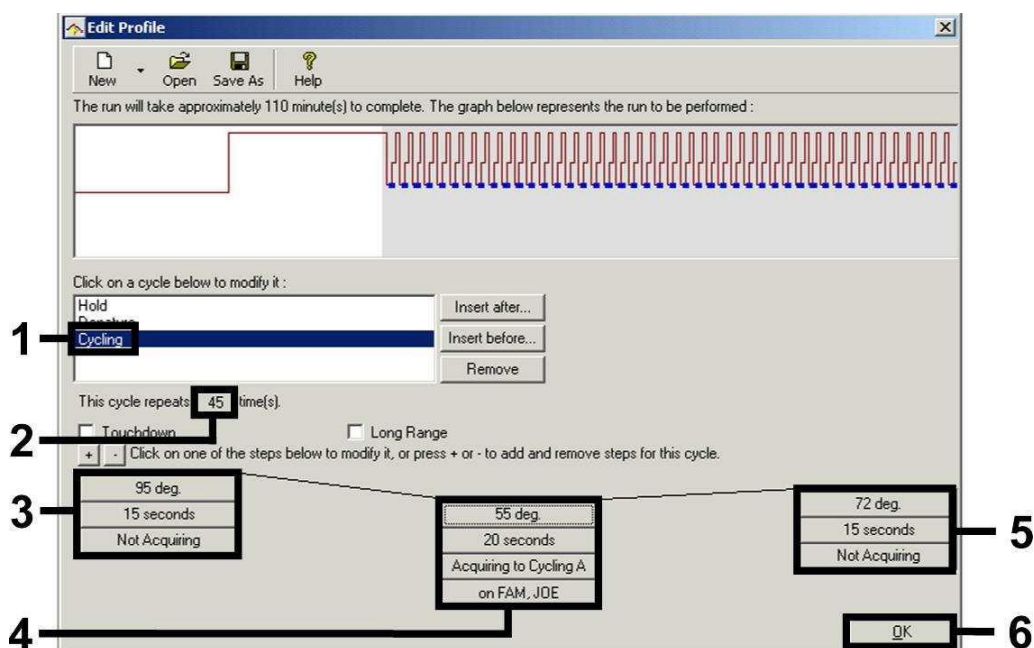 Edit Profile
New Open Save As Help
The run will take approximately 110 minute(s) to complete. The graph below represents the run to be performed :
Click on a cycle below to modify it :
Hold
Insert after...
1
Cycling
Insert before...
Remove
This cycle repeats 45 time(s).
2
Touchdown
Long Range
+ - Click on one of the steps below to modify it, or press + or - to add and remove steps for this cycle.
3
95 deg.
15 seconds
Not Acquiring
55 deg.
20 seconds
Acquiring to Cycling A
on FAM, JOE
4
72 deg.
15 seconds
Not Acquiring
5
OK
6